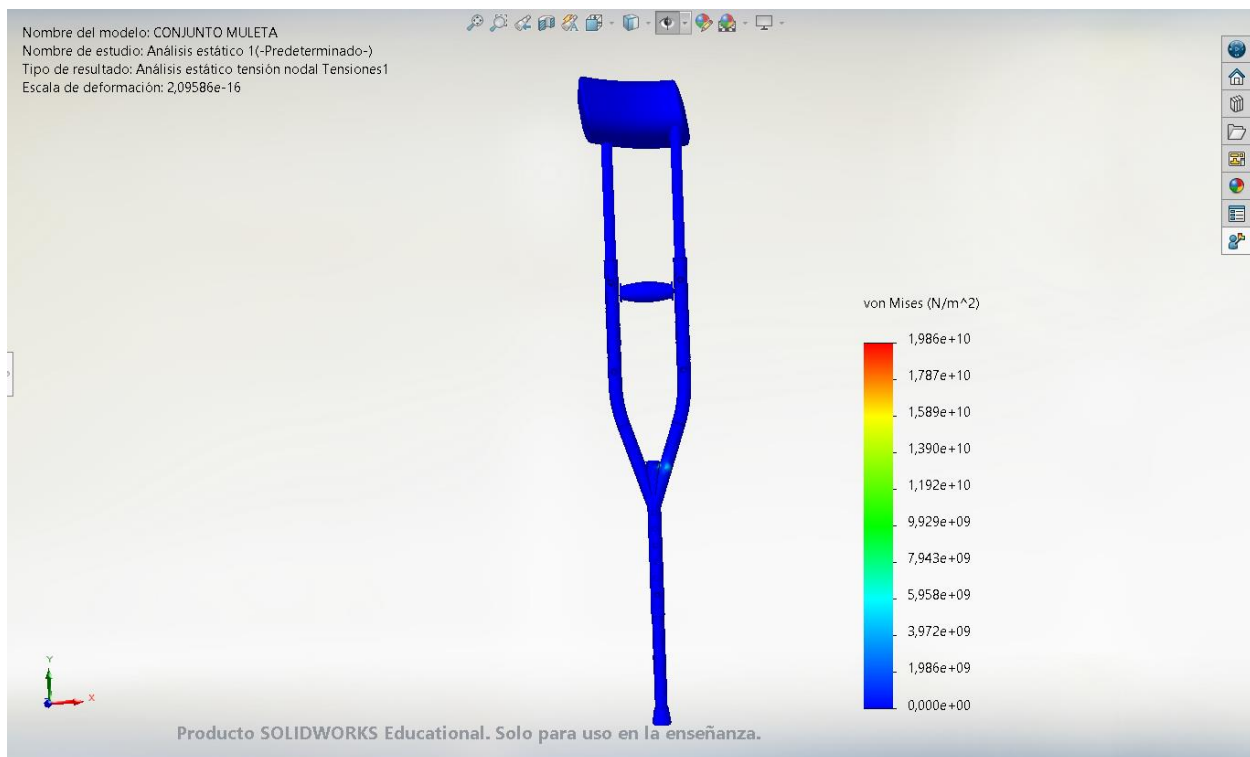 Nombre del modelo: CONJUNTO MULETA
Nombre de estudio: Análisis estático 1(-Predeterminado-)
Tipo de resultado: Análisis estático tensión nodal Tensiones1
Escala de deformación: 2,09586e-16
von Mises (N/m^2)
1,986e+10
1,787e+10
1,589e+10
1,390e+10
1,192e+10
9,929e+09
7,943e+09
5,958e+09
3,972e+09
1,986e+09
0,000e+00
Y
X
Producto SOLIDWORKS Educational. Solo para uso en la enseñanza.